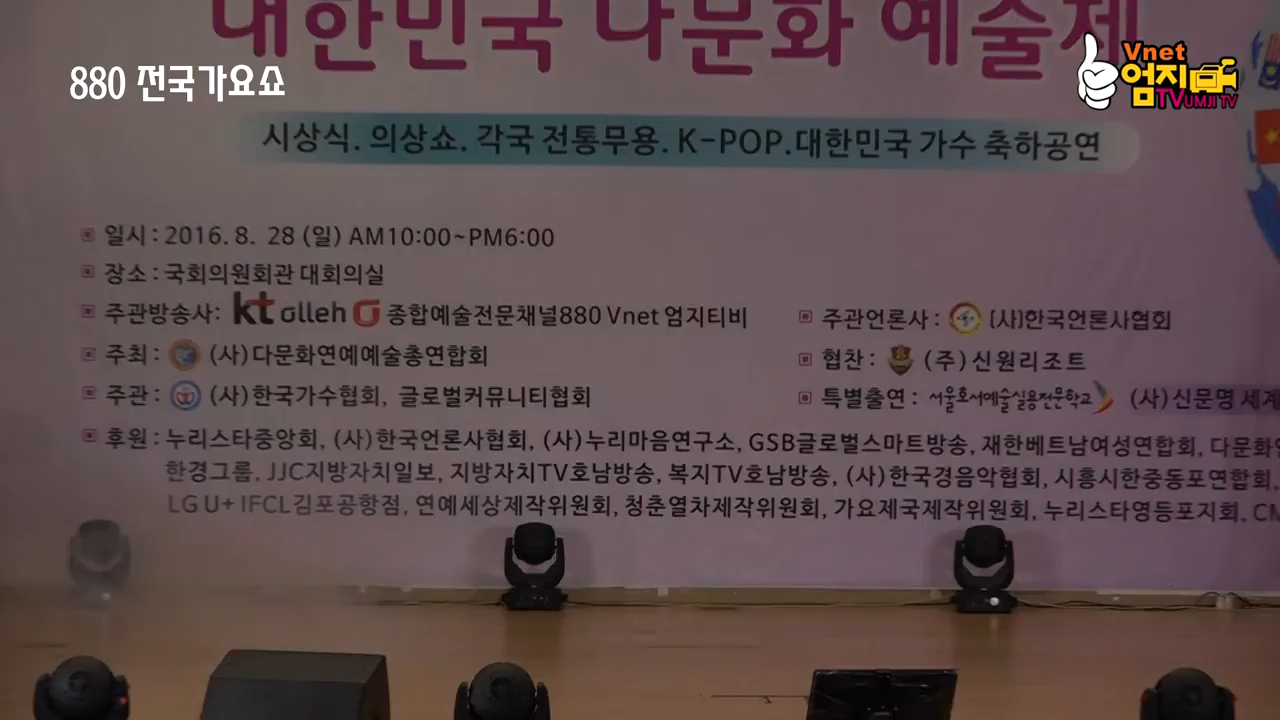 대한민국 다문화 예술제
880 전국가요쇼
Vnet
엄지
TV UMJI TV
시상식. 의상쇼. 각국 전통무용. K-POP.대한민국 가수 축하공연
일시 : 2016. 8. 28 (일) AM10:00~PM6:00
장소 : 국회의원회관 대회의실
주관방송사: kt olleh 종합예술전문채널880 Vnet 엄지티비
주관언론사 : (사)한국언론사협회
주최 : (사)다문화연예예술총연합회
협찬 : (주)신원리조트
주관 : (사)한국가수협회, 글로벌커뮤니티협회
특별출연 : 서울호서예술실용전문학교 (사)신문명 세계
후원 : 누리스타중앙회, (사)한국언론사협회, (사)누리마음연구소, GSB글로벌스마트방송, 재한베트남여성연합회, 다문화
한경그룹, JJC지방자치일보, 지방자치TV호남방송, 복지TV호남방송, (사)한국경음악협회, 시흥시한중동포연합회,
LG U+ IFCL김포공항점, 연예세상제작위원회, 청춘열차제작위원회, 가요제국제작위원회, 누리스타영등포지회,